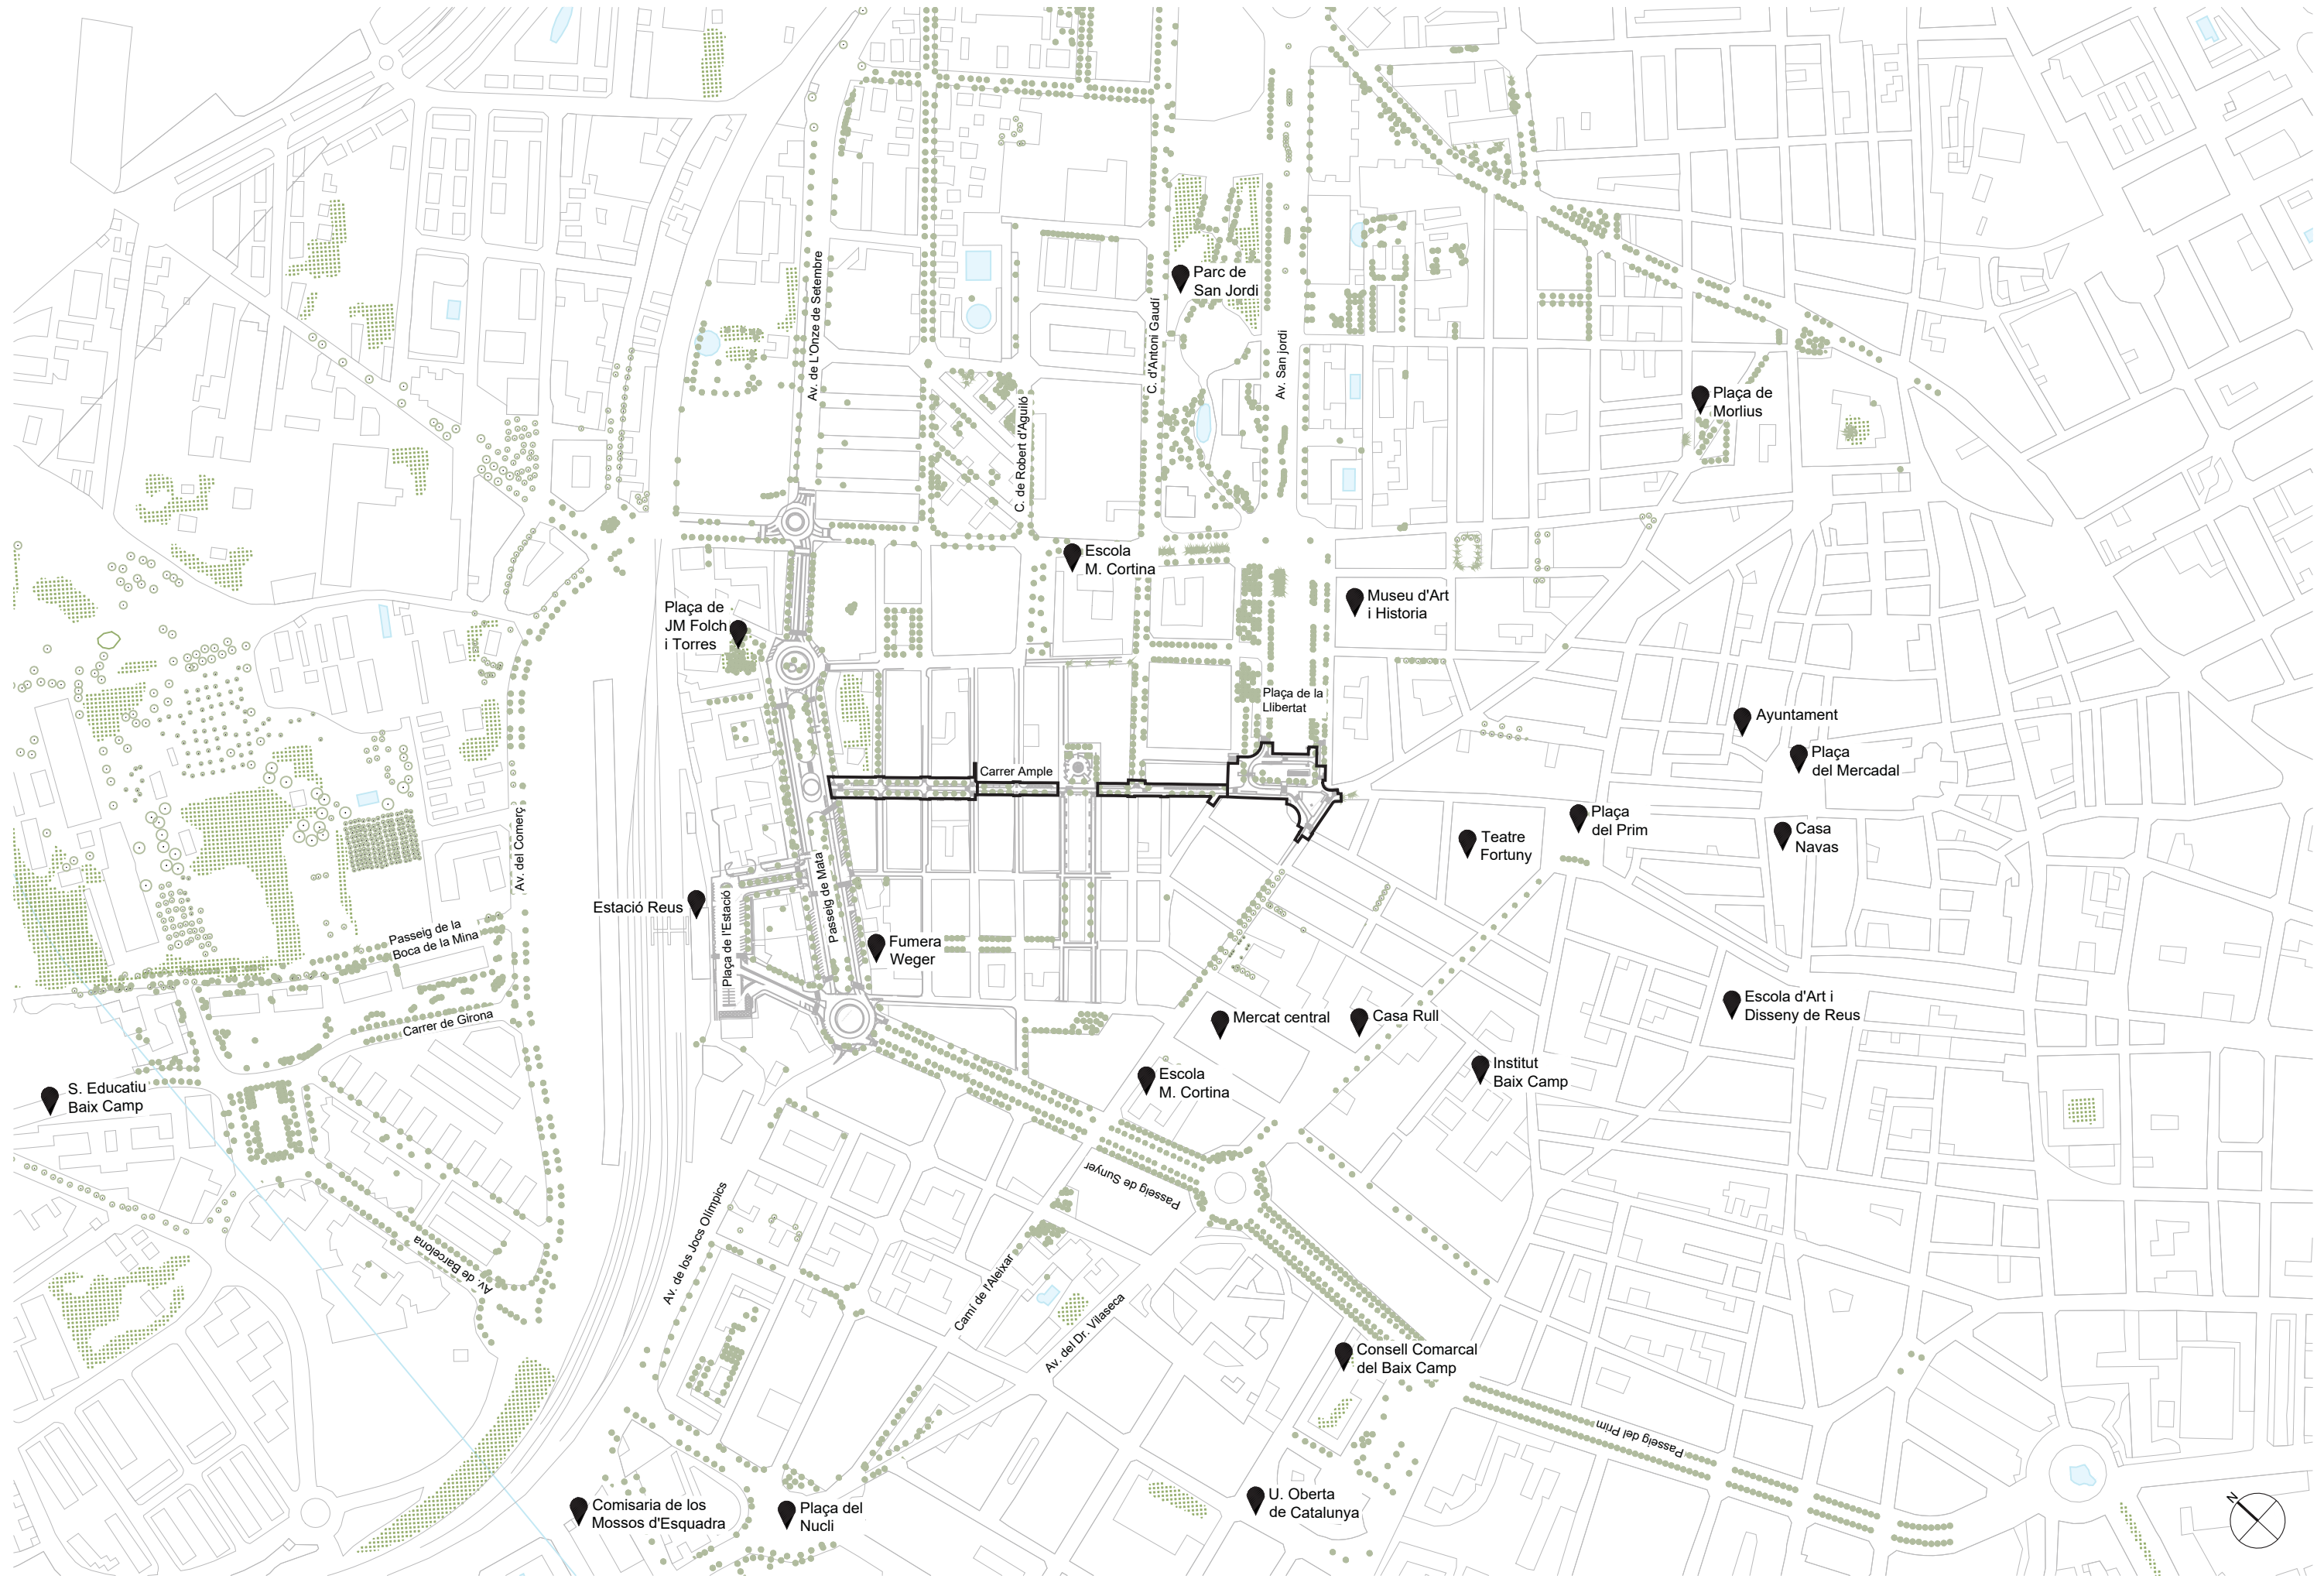 Av. de L'Onze de Setembre
Parc de
San Jordi
C. d'Antoni Gaudí
Av. San jordi
C. de Robert d'Aguiló
Plaça de
Morlius
Escola
M. Cortina
Museu d'Art
i Historia
Plaça de
JM Folch
i Torres
Plaça de la
Llibertat
Ayuntament
Plaça
del Mercadal
Carrer Ample
Plaça
del Prim
Casa
Navas
Teatre
Fortuny
Av. del Comerç
Passeig de Mata
Estació Reus
Plaça de l'Estació
Passeig de la
Boca de la Mina
Fumera
Weger
Escola d'Art i
Disseny de Reus
Carrer de Girona
Mercat central
Casa Rull
Institut
Baix Camp
S. Educatiu
Baix Camp
Escola
M. Cortina
Passeig de Sunyer
Av. de los Jocs Olímpics
Av. de Barcelona
Camí de l'Aleixar
Av. del Dr. Vilaseca
Consell Comarcal
del Baix Camp
Passeig del Prim
U. Oberta
de Catalunya
Comisaria de los
Mossos d'Esquadra
Plaça del
Nucli
N